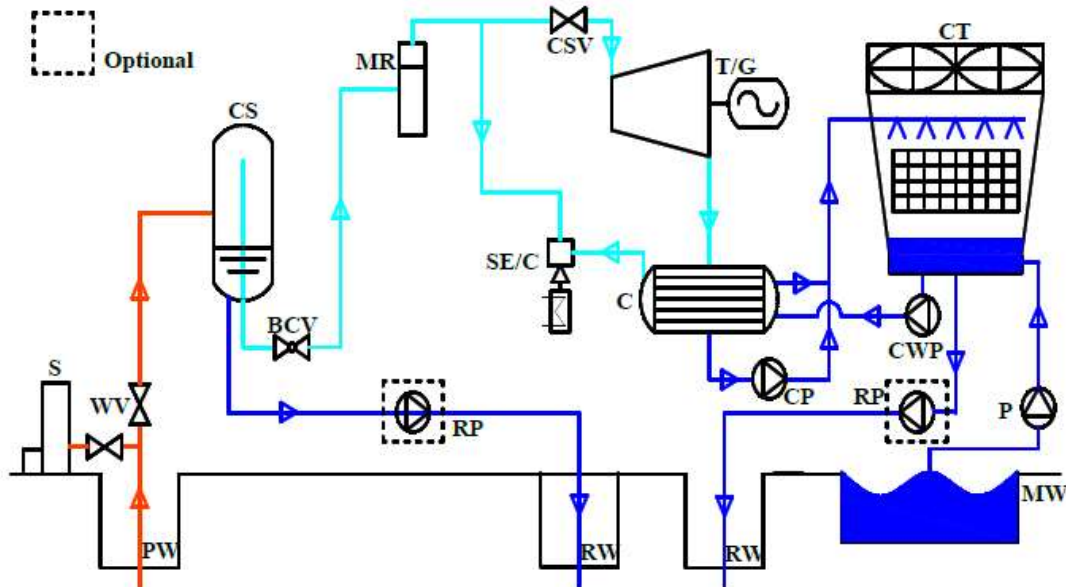 Optional
MR
CSV
CT
T/G
CS
SE/C
C
BCV
CWP
S
WV
CP
RP
RP
P
MW
PW
RW
RW